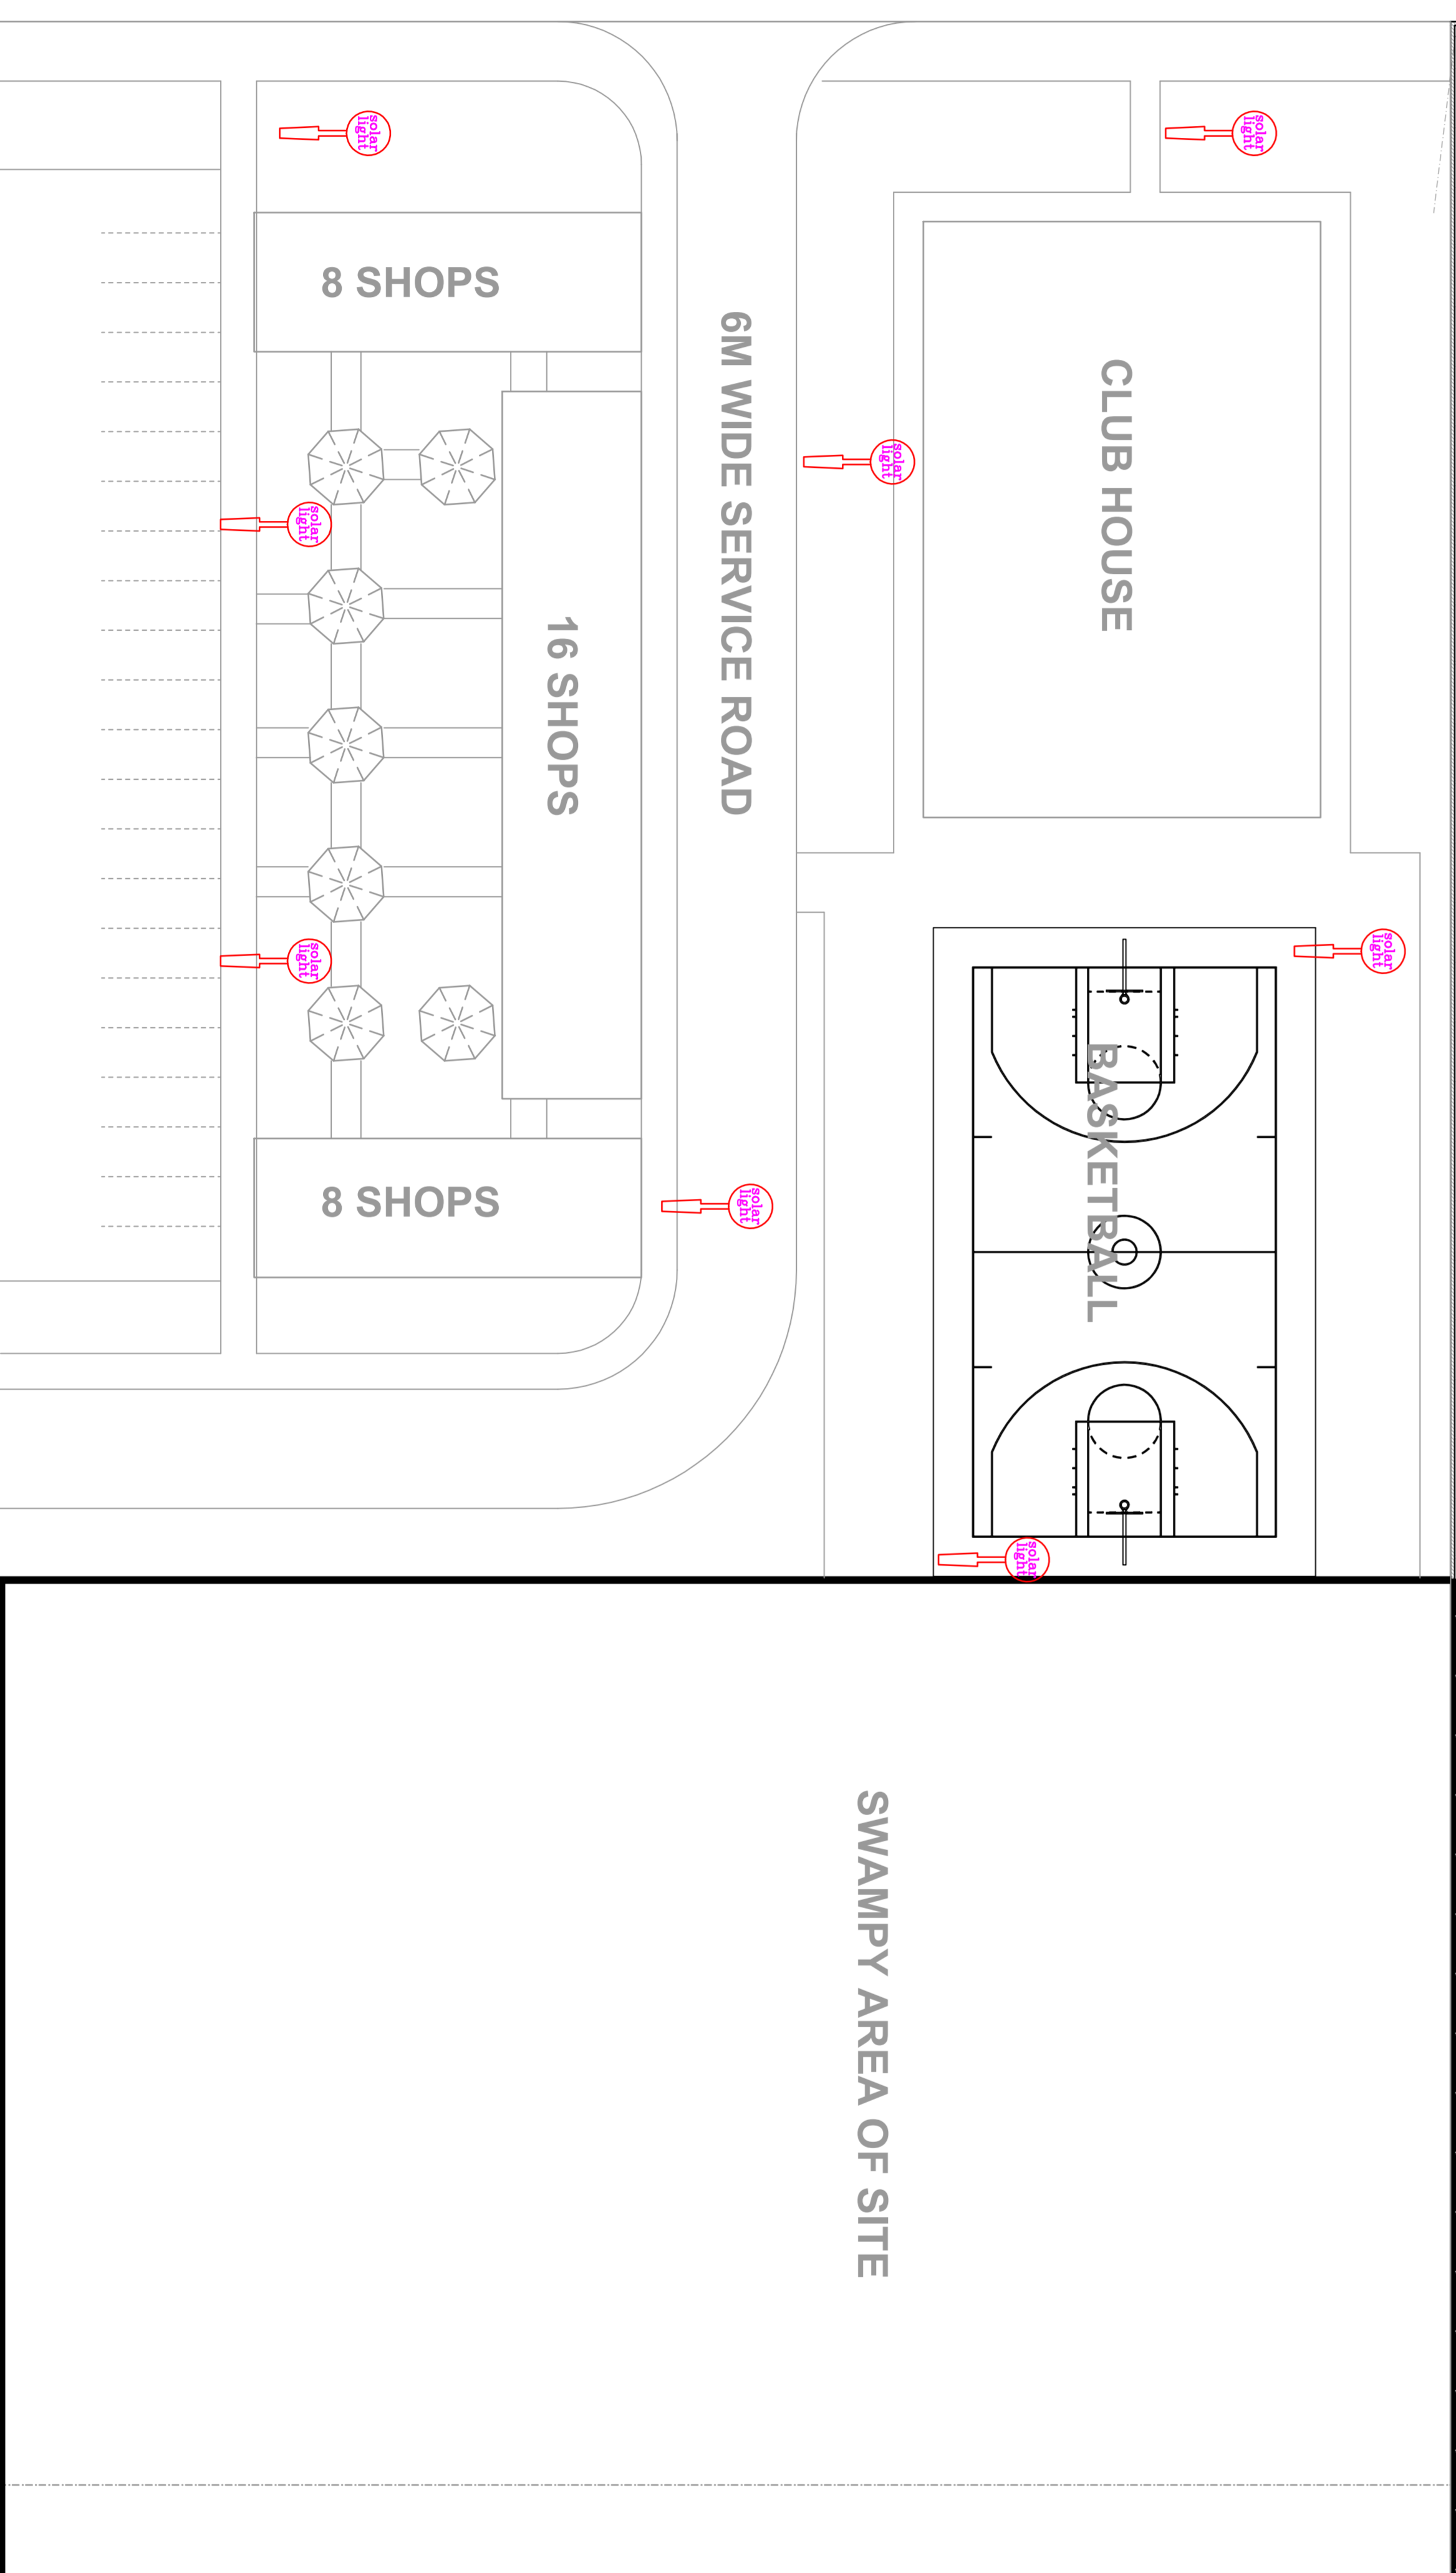 solar
light
solar
light
8 SHOPS
6M WIDE SERVICE ROAD
CLUB HOUSE
solar
light
solar
light
16 SHOPS
solar
light
solar
light
BASKETBALL
8 SHOPS
solar
light
solar
light
SWAMPY AREA OF SITE